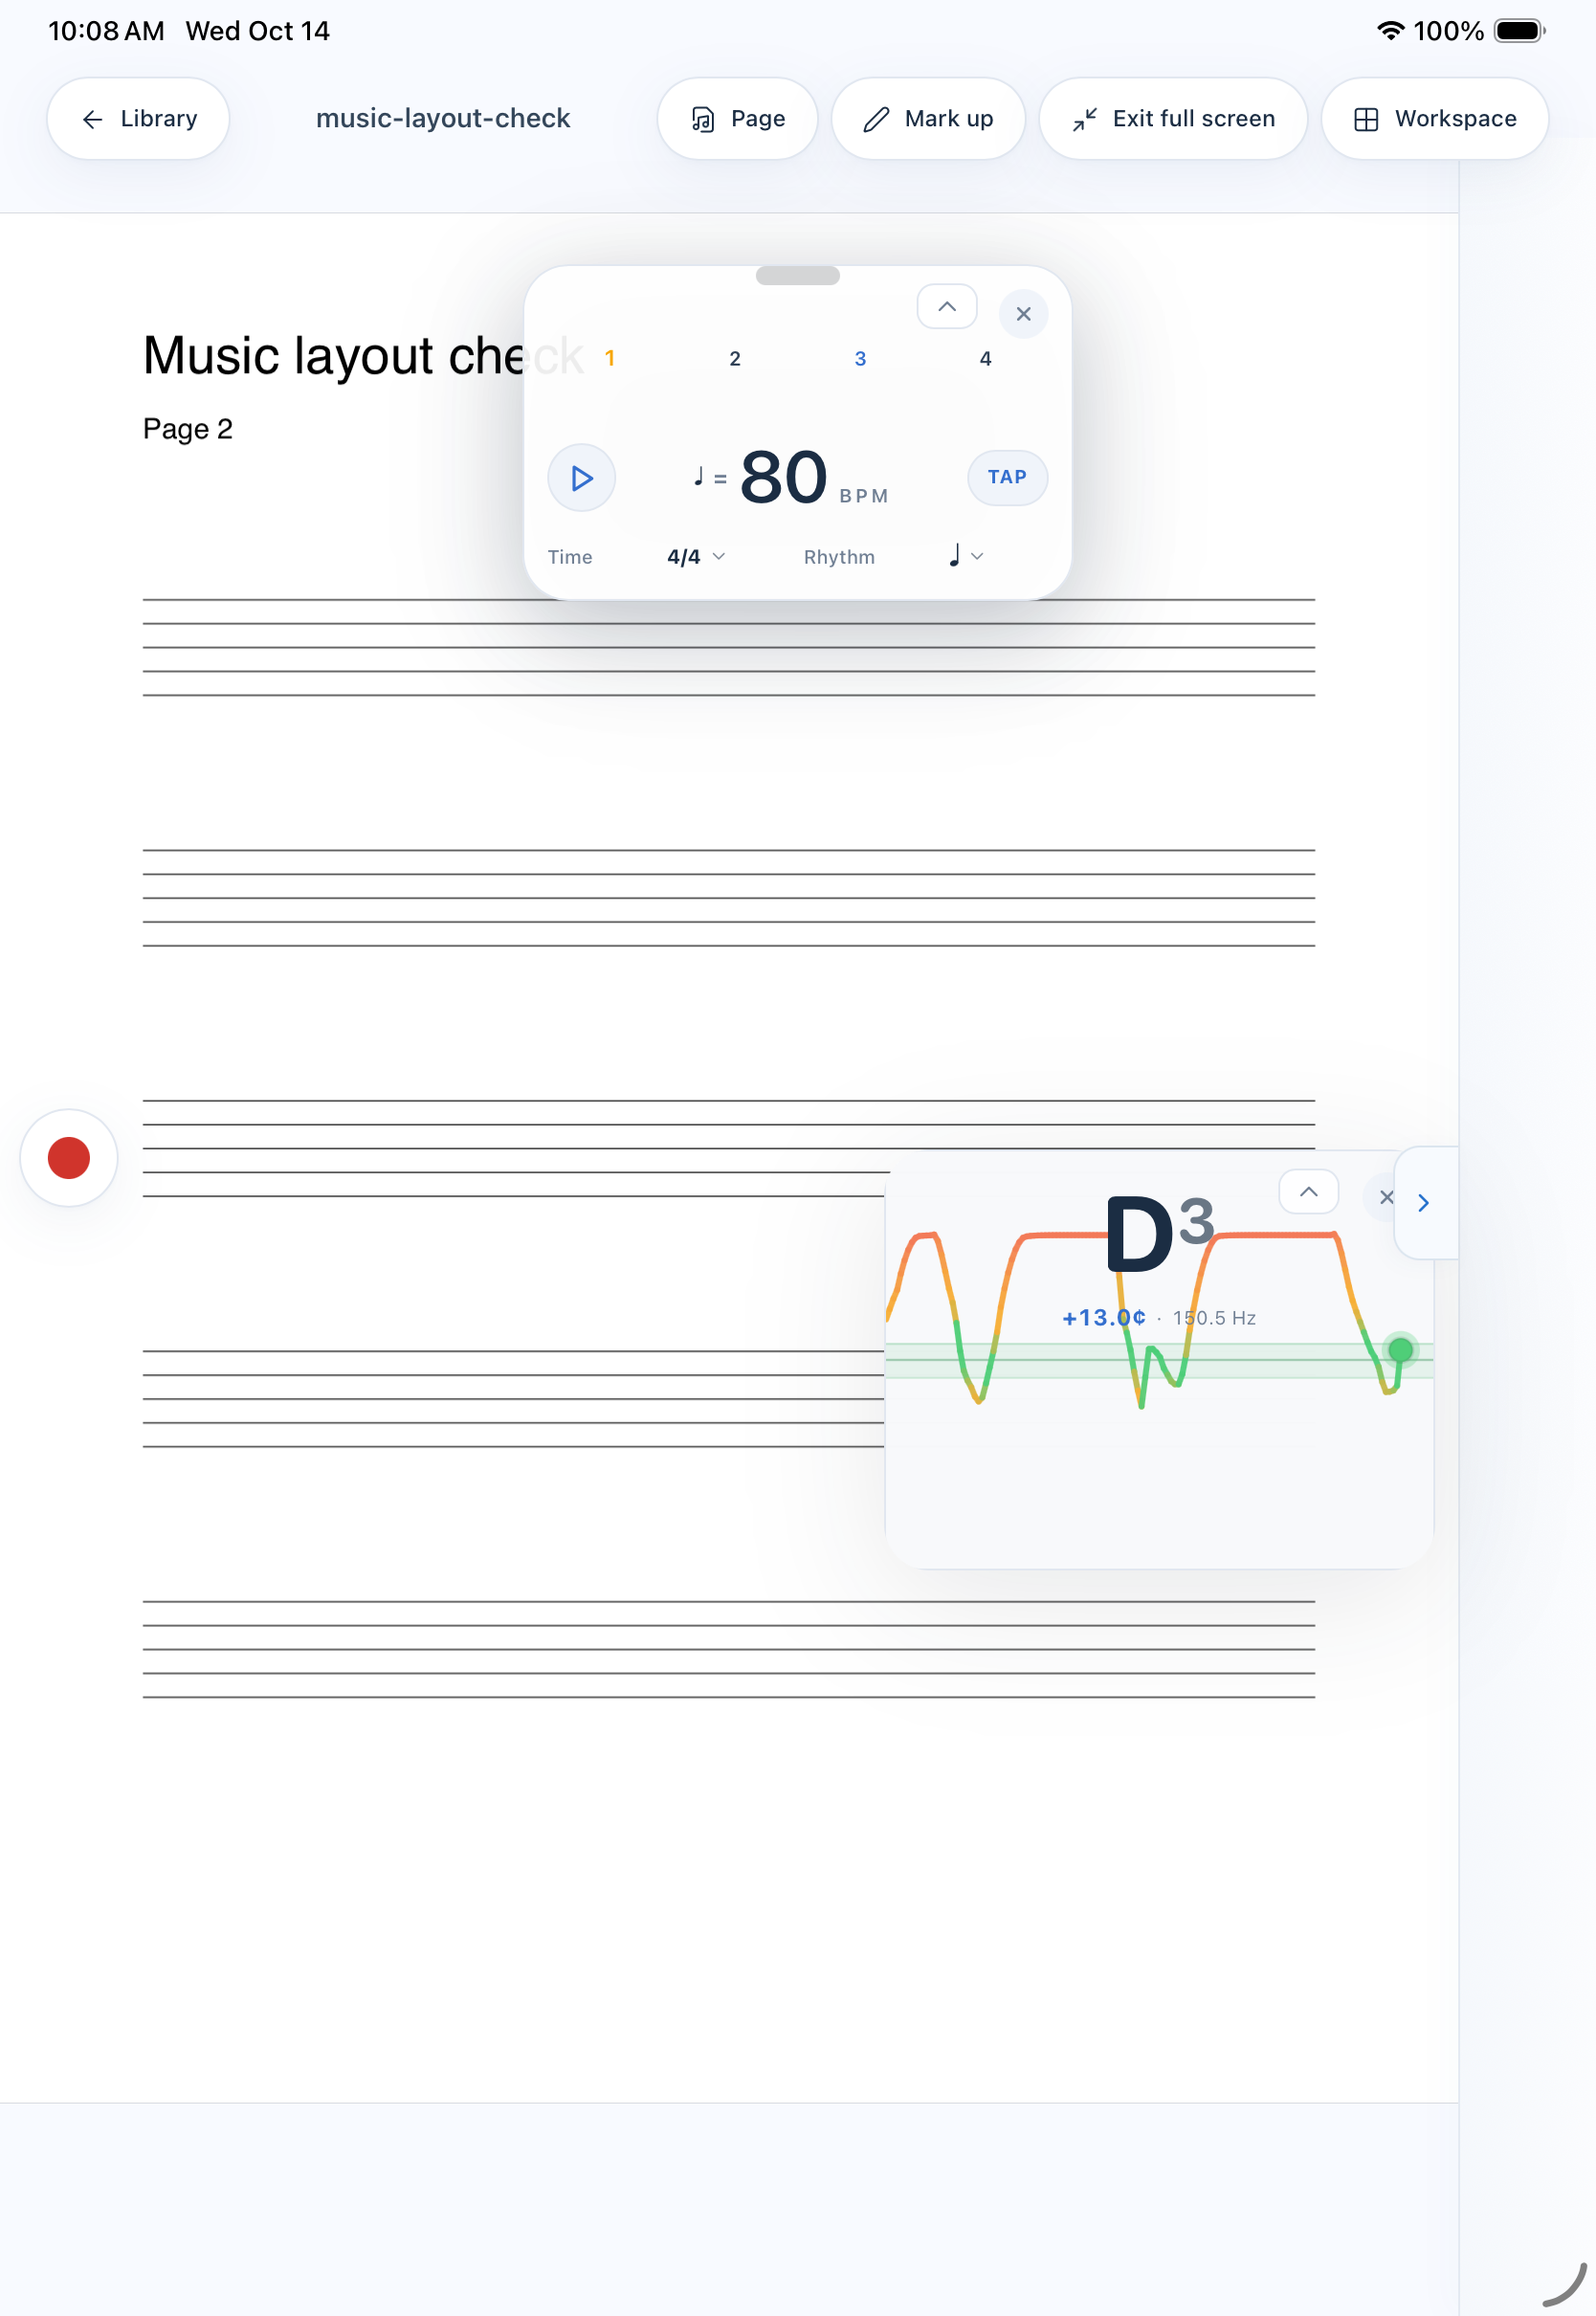 10:08 AM Wed Oct 14 100%
Library music-layout-check Page Mark up Exit full screen Workspace
Music layout check
Page 2
1 2 3 4
♩ = 80 BPM TAP
Time 4/4 Rhythm ♩
D3
+13.0¢ · 150.5 Hz